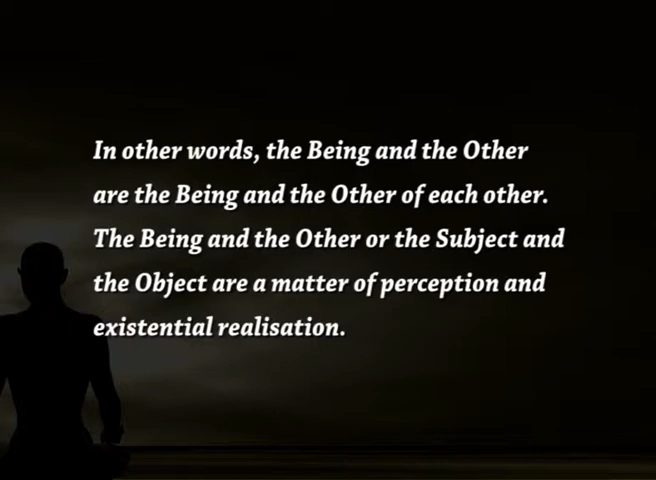 In other words, the Being and the Other
are the Being and the Other of each other.
The Being and the Other or the Subject and
the Object are a matter of perception and
existential realisation.